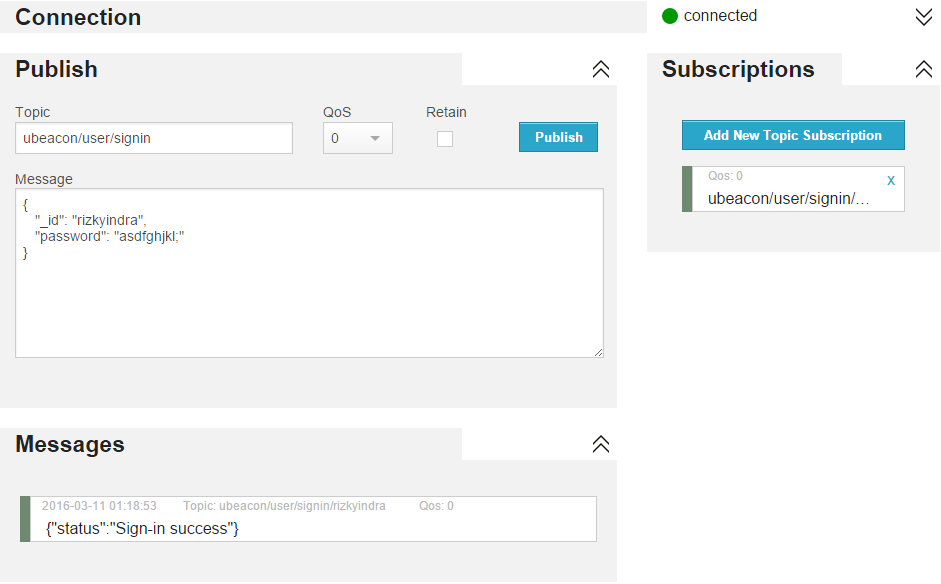 Connection
connected
Publish
Subscriptions
Topic
QoS
Retain
ubeacon/user/signin
0
Publish
Add New Topic Subscription
Qos: 0
x
ubeacon/user/signin/…
Message
{
"_id": "rizkyindra",
"password": "asdfghjkl;"
}
Messages
2016-03-11 01:18:53 Topic: ubeacon/user/signin/rizkyindra Qos: 0
{"status":"Sign-in success"}